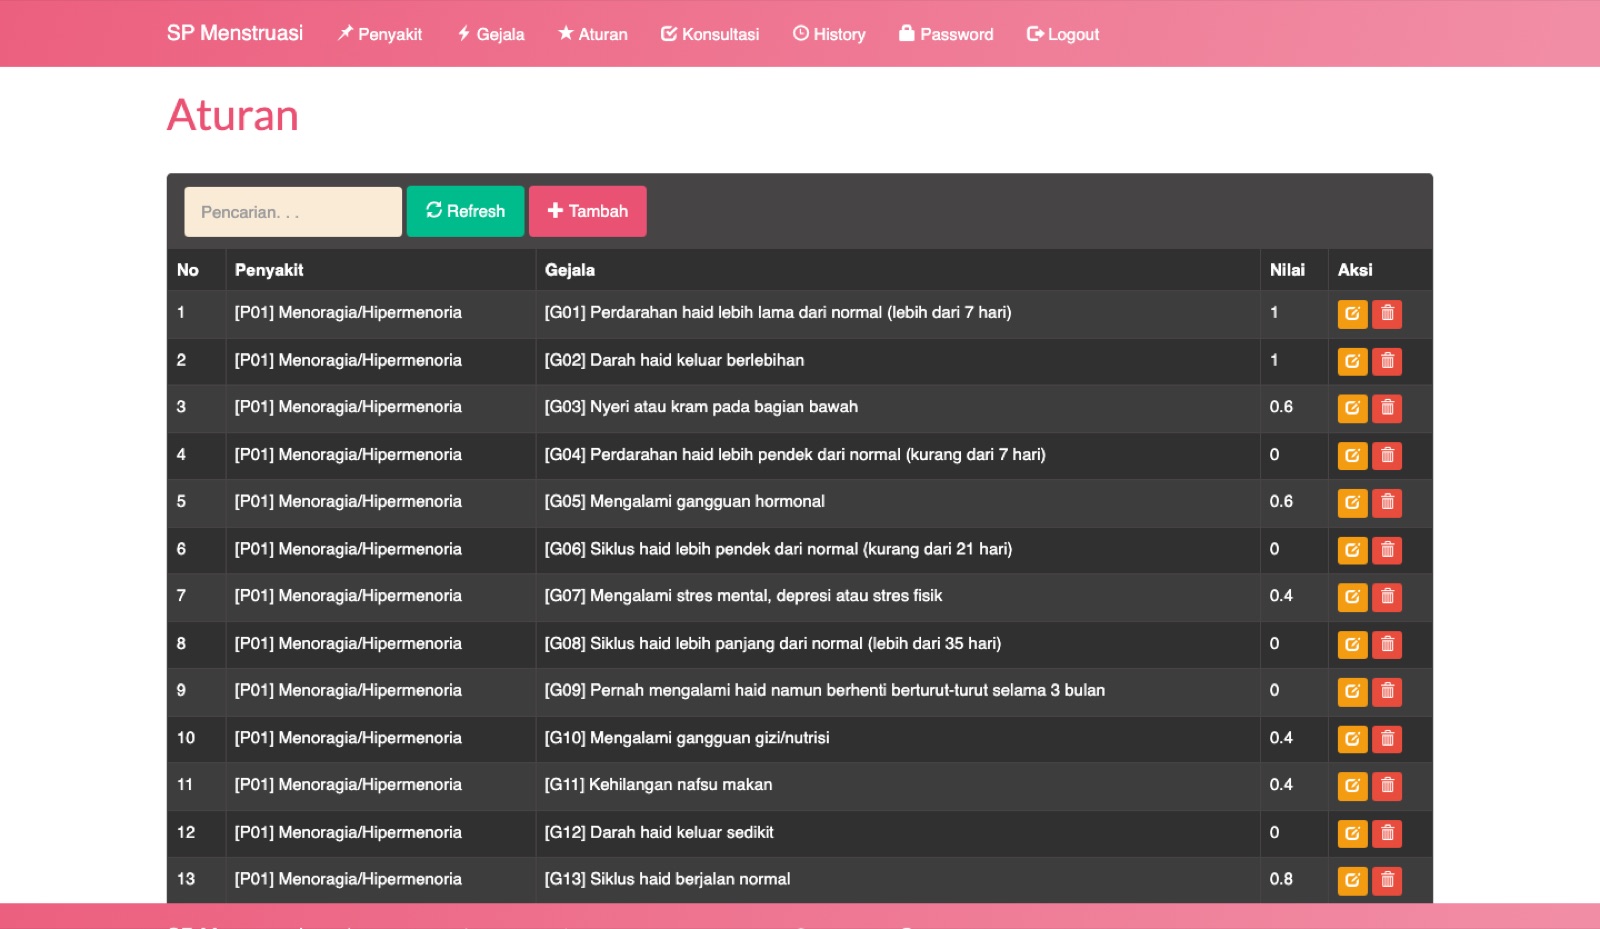 SP Menstruasi Penyakit Gejala Aturan Konsultasi History Password Logout
Aturan
Pencarian. . . Refresh Tambah
No Penyakit Gejala Nilai Aksi
1 [P01] Menoragia/Hipermenoria [G01] Perdarahan haid lebih lama dari normal (lebih dari 7 hari) 1
2 [P01] Menoragia/Hipermenoria [G02] Darah haid keluar berlebihan 1
3 [P01] Menoragia/Hipermenoria [G03] Nyeri atau kram pada bagian bawah 0.6
4 [P01] Menoragia/Hipermenoria [G04] Perdarahan haid lebih pendek dari normal (kurang dari 7 hari) 0
5 [P01] Menoragia/Hipermenoria [G05] Mengalami gangguan hormonal 0.6
6 [P01] Menoragia/Hipermenoria [G06] Siklus haid lebih pendek dari normal (kurang dari 21 hari) 0
7 [P01] Menoragia/Hipermenoria [G07] Mengalami stres mental, depresi atau stres fisik 0.4
8 [P01] Menoragia/Hipermenoria [G08] Siklus haid lebih panjang dari normal (lebih dari 35 hari) 0
9 [P01] Menoragia/Hipermenoria [G09] Pernah mengalami haid namun berhenti berturut-turut selama 3 bulan 0
10 [P01] Menoragia/Hipermenoria [G10] Mengalami gangguan gizi/nutrisi 0.4
11 [P01] Menoragia/Hipermenoria [G11] Kehilangan nafsu makan 0.4
12 [P01] Menoragia/Hipermenoria [G12] Darah haid keluar sedikit 0
13 [P01] Menoragia/Hipermenoria [G13] Siklus haid berjalan normal 0.8